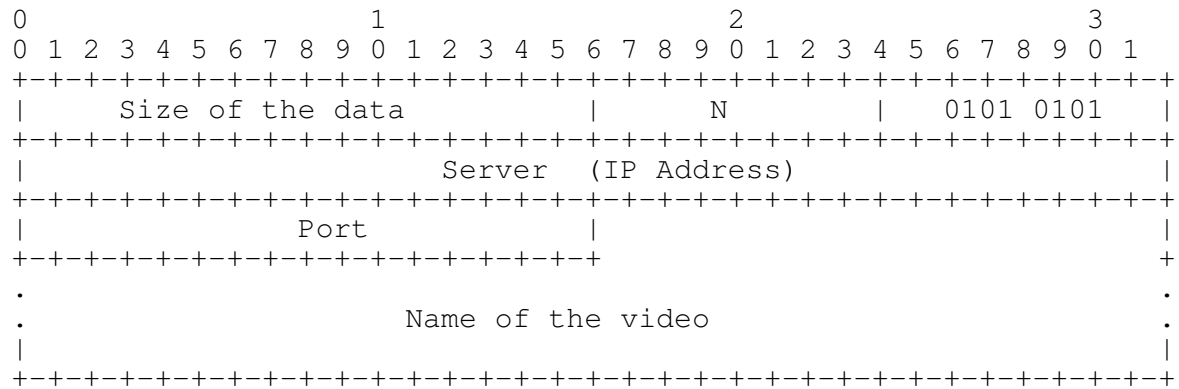 0                   1                   2                   3
0 1 2 3 4 5 6 7 8 9 0 1 2 3 4 5 6 7 8 9 0 1 2 3 4 5 6 7 8 9 0 1
+-+-+-+-+-+-+-+-+-+-+-+-+-+-+-+-+-+-+-+-+-+-+-+-+-+-+-+-+-+-+-+-+
|     Size of the data          |       N       |   0101 0101   |
+-+-+-+-+-+-+-+-+-+-+-+-+-+-+-+-+-+-+-+-+-+-+-+-+-+-+-+-+-+-+-+-+
|                       Server  (IP Address)                    |
+-+-+-+-+-+-+-+-+-+-+-+-+-+-+-+-+-+-+-+-+-+-+-+-+-+-+-+-+-+-+-+-+
|               Port            |                               |
+-+-+-+-+-+-+-+-+-+-+-+-+-+-+-+-+                               +
.                                                               .
.                     Name of the video                         .
|                                                               |
+-+-+-+-+-+-+-+-+-+-+-+-+-+-+-+-+-+-+-+-+-+-+-+-+-+-+-+-+-+-+-+-+